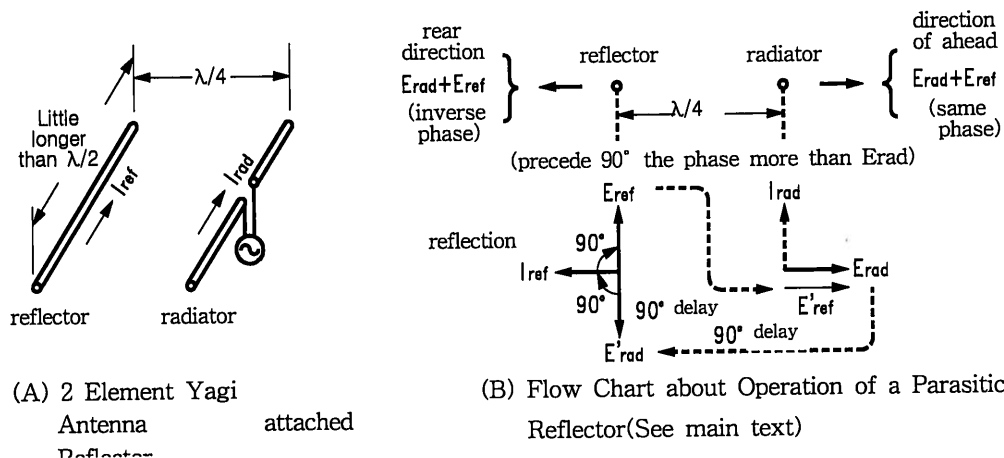 λ/4
Little
longer
than λ/2
Iref
Irad
reflector
radiator
(A) 2 Element Yagi
Antenna attached
Reflector
rear
direction
Erad+Eref
(inverse
phase)
reflector
radiator
direction
of ahead
Erad+Eref
(same
phase)
λ/4
(precede 90° the phase more than Erad)
Eref
Irad
reflection
90°
Iref
Erad
90°
90° delay
E'ref
90° delay
E'rad
(B) Flow Chart about Operation of a Parasitic
Reflector(See main text)